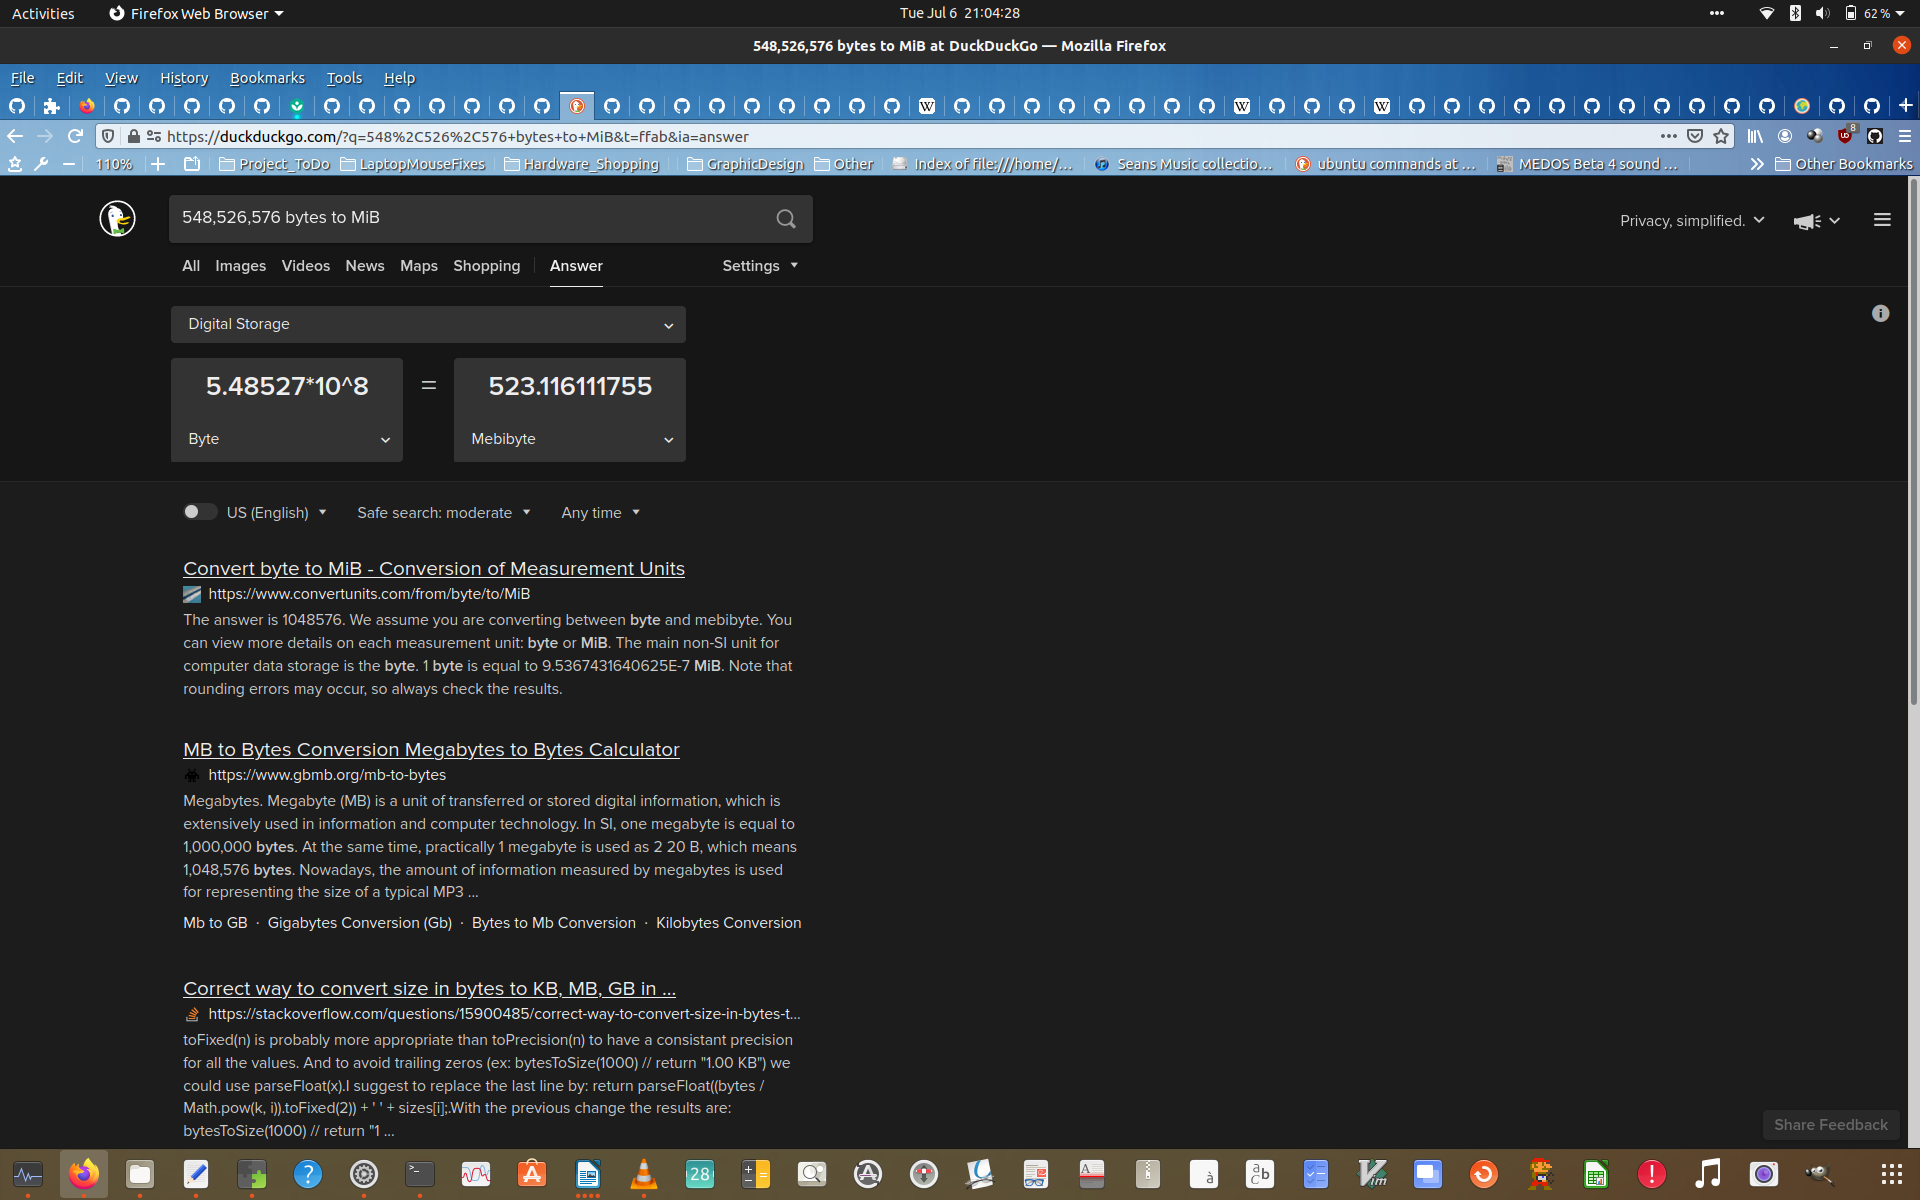 Activities
Firefox Web Browser
Tue Jul 6 21:04:28
62 %
548,526,576 bytes to MiB at DuckDuckGo — Mozilla Firefox
File Edit View History Bookmarks Tools Help
https://duckduckgo.com/?q=548%2C526%2C576+bytes+to+MiB&t=ffab&ia=answer
8
110%
Project_ToDo
LaptopMouseFixes
Hardware_Shopping
GraphicDesign
Other
Index of file:///home/…
Seans Music collectio…
ubuntu commands at …
MEDOS Beta 4 sound …
Other Bookmarks
548,526,576 bytes to MiB
Privacy, simplified.
All Images Videos News Maps Shopping Answer Settings
Digital Storage
5.48527*10^8 = 523.116111755
Byte Mebibyte
US (English) Safe search: moderate Any time
Convert byte to MiB - Conversion of Measurement Units
https://www.convertunits.com/from/byte/to/MiB
The answer is 1048576. We assume you are converting between byte and mebibyte. You
can view more details on each measurement unit: byte or MiB. The main non-SI unit for
computer data storage is the byte. 1 byte is equal to 9.5367431640625E-7 MiB. Note that
rounding errors may occur, so always check the results.
MB to Bytes Conversion Megabytes to Bytes Calculator
https://www.gbmb.org/mb-to-bytes
Megabytes. Megabyte (MB) is a unit of transferred or stored digital information, which is
extensively used in information and computer technology. In SI, one megabyte is equal to
1,000,000 bytes. At the same time, practically 1 megabyte is used as 2 20 B, which means
1,048,576 bytes. Nowadays, the amount of information measured by megabytes is used
for representing the size of a typical MP3 ...
Mb to GB · Gigabytes Conversion (Gb) · Bytes to Mb Conversion · Kilobytes Conversion
Correct way to convert size in bytes to KB, MB, GB in ...
https://stackoverflow.com/questions/15900485/correct-way-to-convert-size-in-bytes-t...
toFixed(n) is probably more appropriate than toPrecision(n) to have a consistant precision
for all the values. And to avoid trailing zeros (ex: bytesToSize(1000) // return "1.00 KB") we
could use parseFloat(x).I suggest to replace the last line by: return parseFloat((bytes /
Math.pow(k, i)).toFixed(2)) + ' ' + sizes[i];.With the previous change the results are:
bytesToSize(1000) // return "1 ...
Share Feedback
28